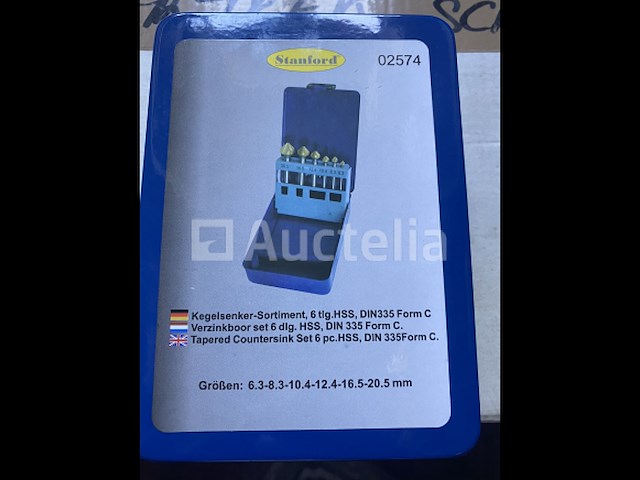 Stanford
02574
Auctelia
Kegelsenker-Sortiment, 6 tlg.HSS, DIN335 Form C
Verzinkboor set 6 dlg. HSS, DIN 335 Form C.
Tapered Countersink Set 6 pc.HSS, DIN 335Form C.
Größen: 6.3-8.3-10.4-12.4-16.5-20.5 mm